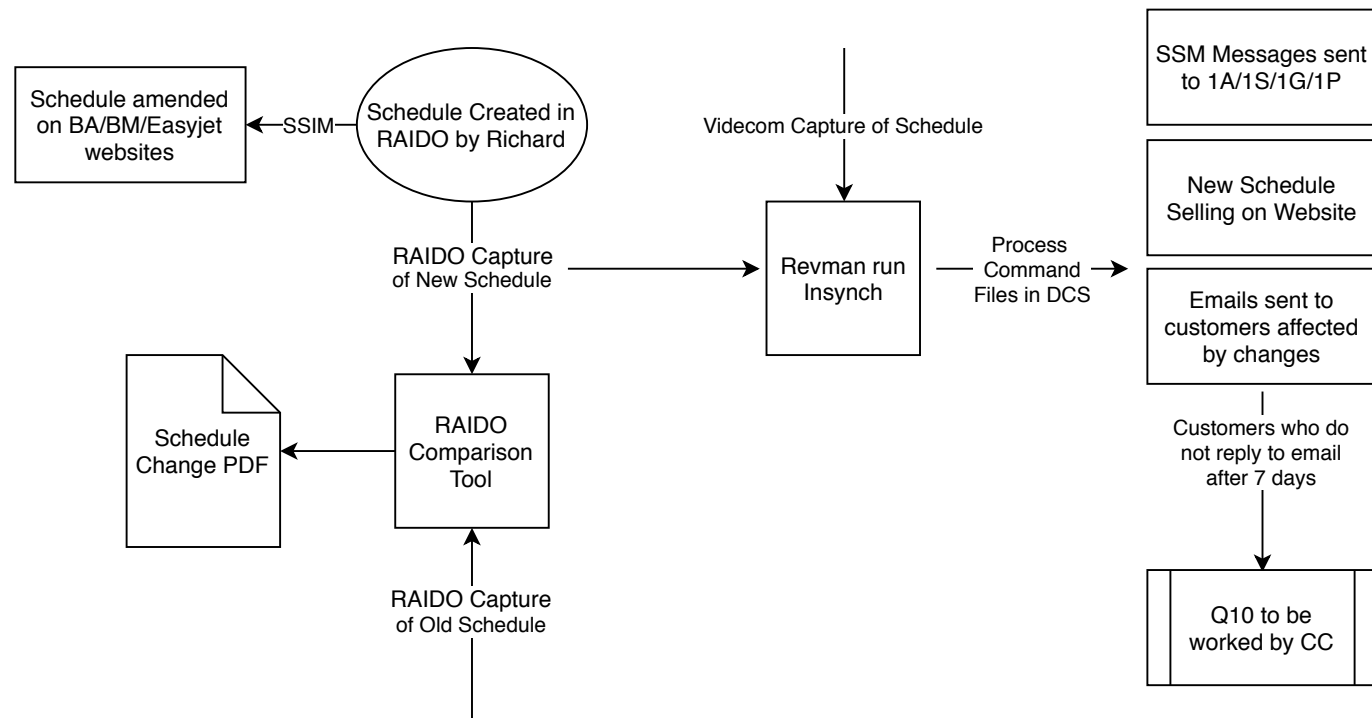 Schedule amended
on BA/BM/Easyjet
websites
SSIM
Schedule Created in
RAIDO by Richard
Videcom Capture of Schedule
SSM Messages sent
to 1A/1S/1G/1P
New Schedule
Selling on Website
RAIDO Capture
of New Schedule
Revman run
Insynch
Process
Command
Files in DCS
Emails sent to
customers affected
by changes
Schedule
Change PDF
RAIDO
Comparison
Tool
Customers who do
not reply to email
after 7 days
RAIDO Capture
of Old Schedule
Q10 to be
worked by CC